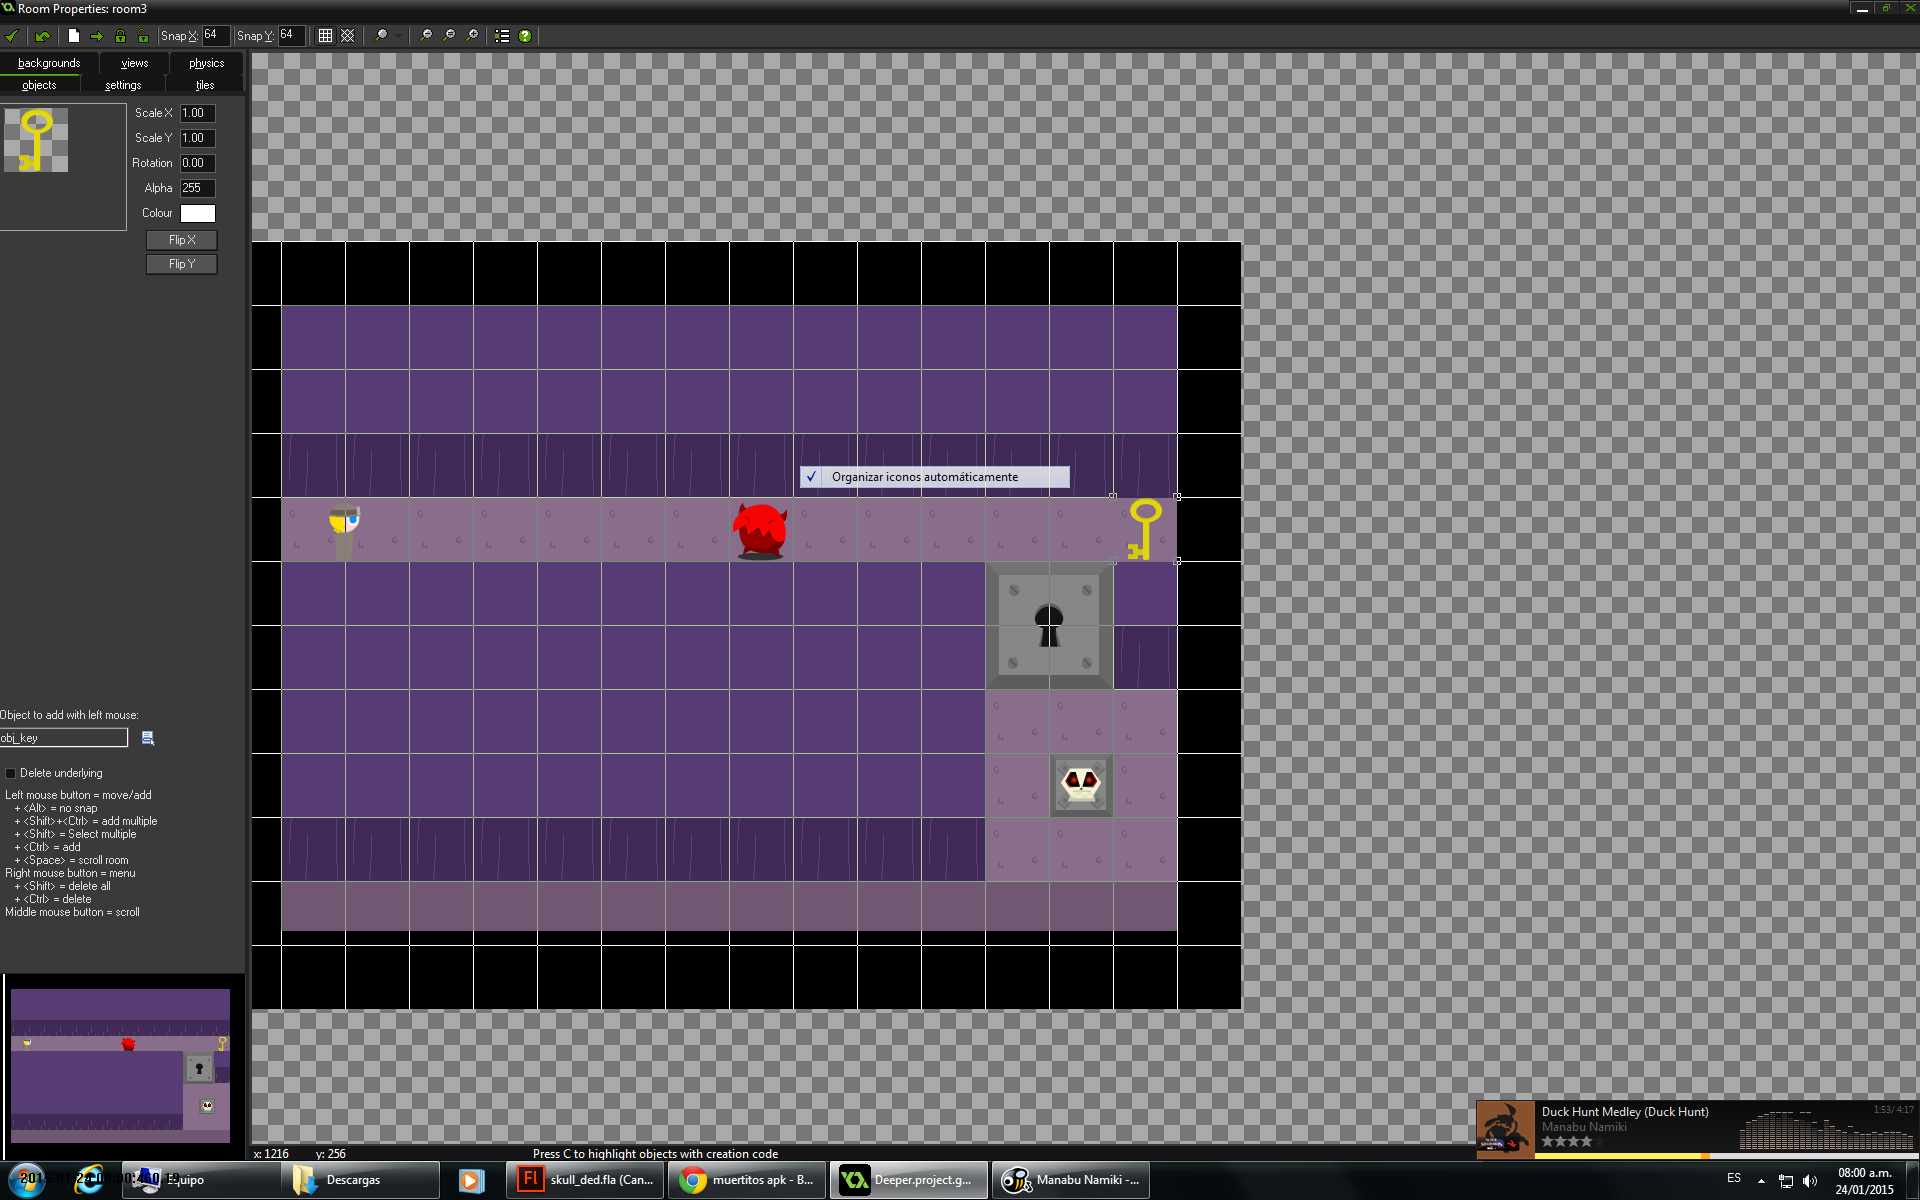 Room Properties: room3
Snap X: 64 Snap Y: 64
backgrounds views physics
objects settings tiles
Scale X 1.00
Scale Y 1.00
Rotation 0.00
Alpha 255
Colour
Flip X
Flip Y
Organizar iconos automáticamente
Object to add with left mouse:
obj_key
Delete underlying
Left mouse button = move/add
+ <Alt> = no snap
+ <Shift>+<Ctrl> = add multiple
+ <Shift> = Select multiple
+ <Ctrl> = add
+ <Space> = scroll room
Right mouse button = menu
+ <Shift> = delete all
+ <Ctrl> = delete
Middle mouse button = scroll
x: 1216 y: 256 Press C to highlight objects with creation code
Duck Hunt Medley (Duck Hunt) 1:53/ 4:17
Manabu Namiki
Equipo
Descargas
Fl skull_ded.fla (Can...
muertitos apk - B...
Deeper.project.g...
Manabu Namiki -...
ES
08:00 a.m.
24/01/2015